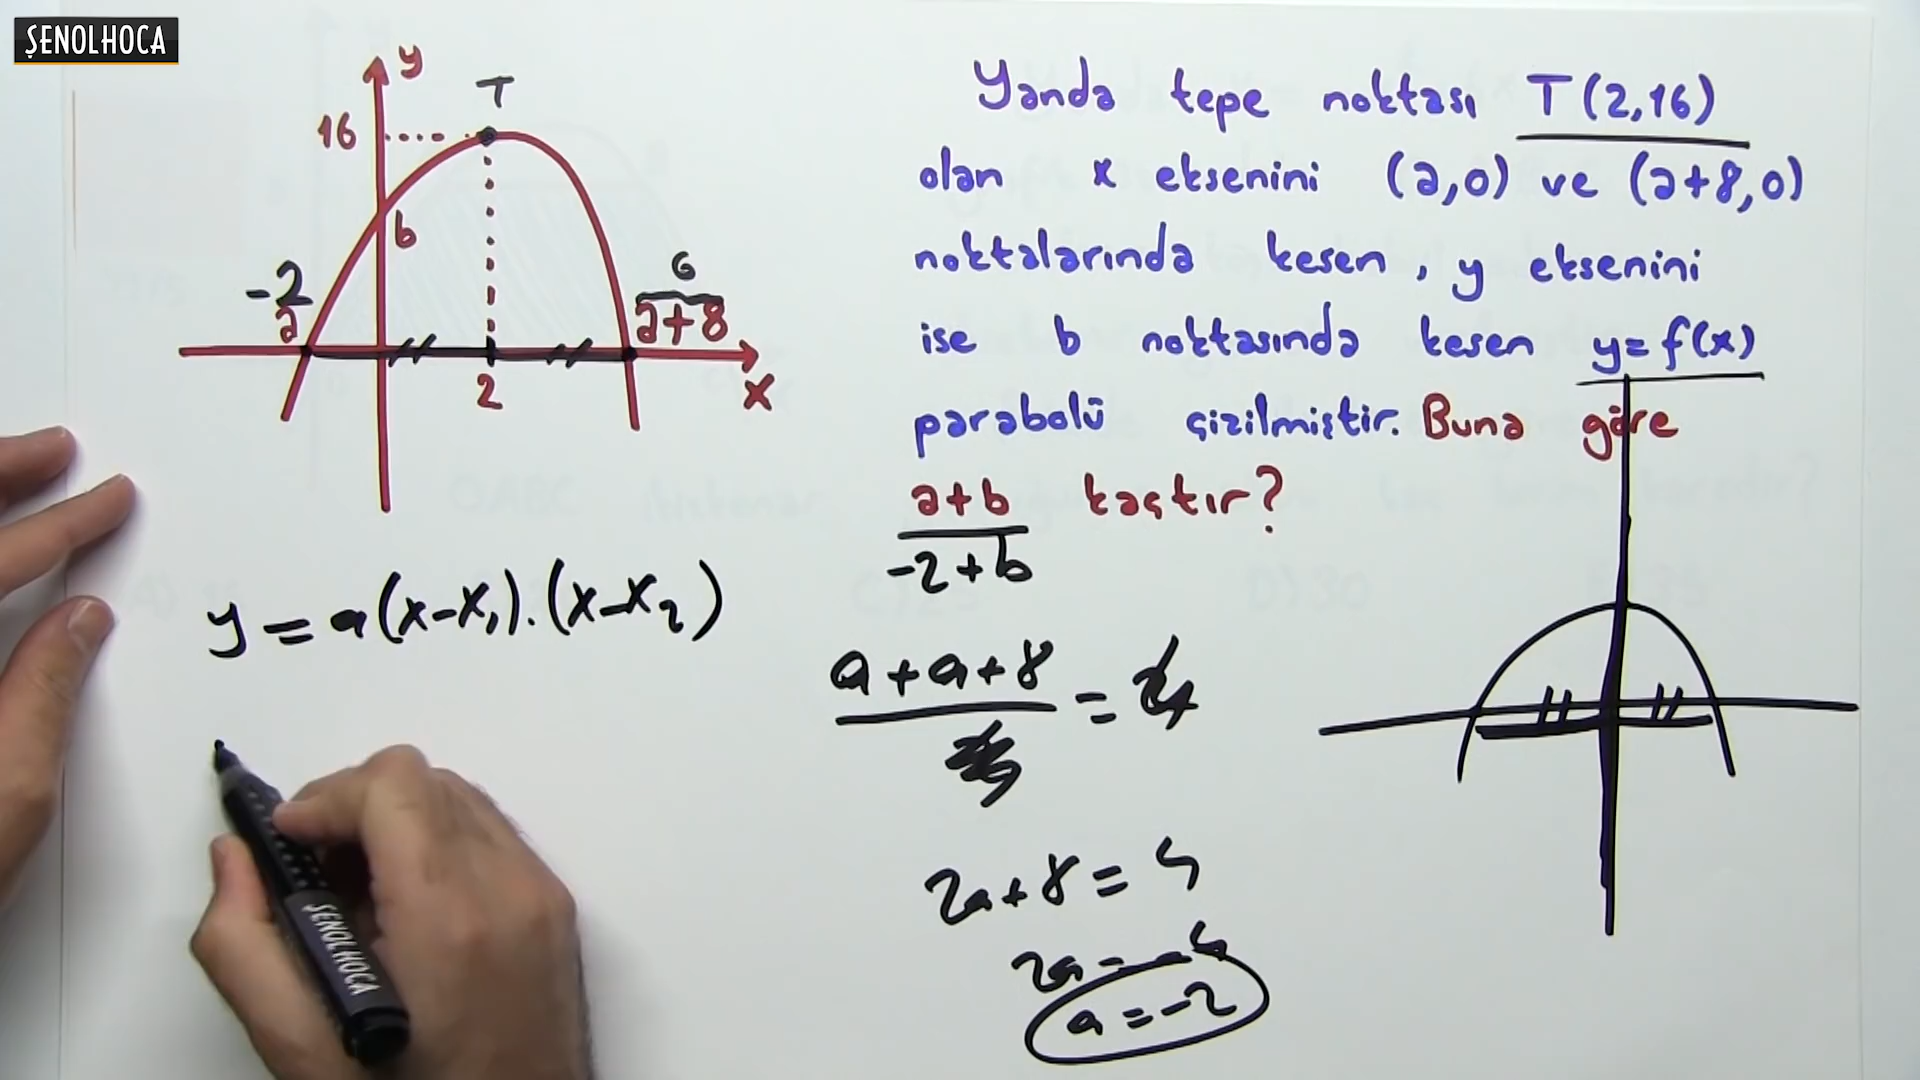 ŞENOLHOCA
y
T
16
b
-2
a
6
a+8
2
x
Yanda tepe noktası T(2,16)
olan x eksenini (a,0) ve (a+8,0)
noktalarında kesen, y eksenini
ise b noktasında kesen y=f(x)
parabolü çizilmiştir. Buna göre
a+b kaçtır?
-2+b
y = a(x-x₁).(x-x₂)
a+a+8
= 
2a+8=4
2a=-4
a=-2
ŞENOLHOCA